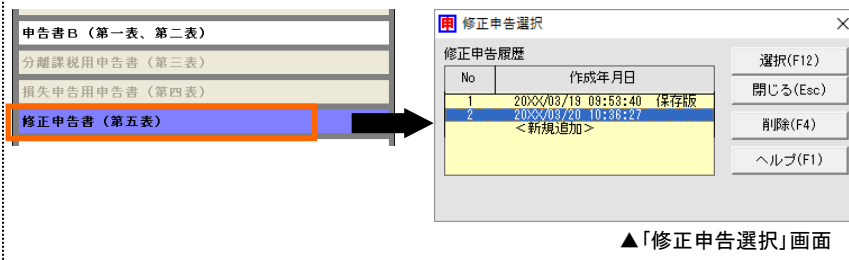 申告書B(第一表、第二表)
分離課税用申告書(第三表)
損失申告用申告書(第四表)
修正申告書(第五表)
申 修正申告選択
修正申告履歴
No 作成年月日
1 20XX/03/19 09:53:40 保存版
2 20XX/03/20 10:36:27
<新規追加>
選択(F12)
閉じる(Esc)
削除(F4)
ヘルプ(F1)
▲「修正申告選択」画面